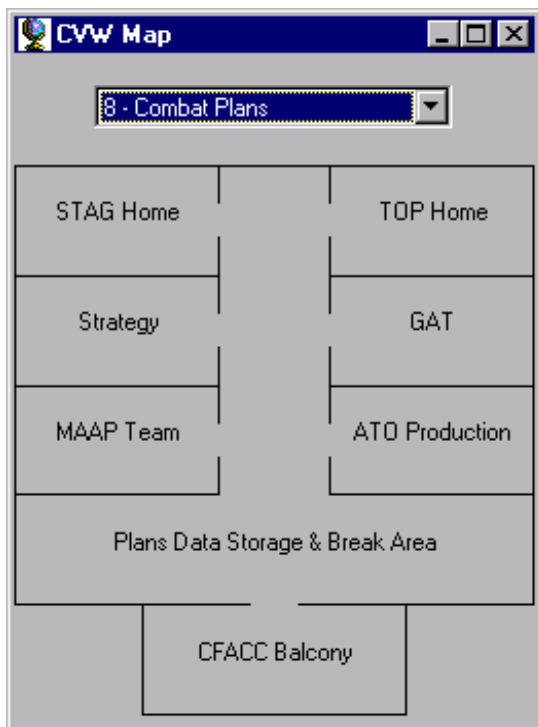 CVW Map
8 - Combat Plans
STAG Home
TOP Home
Strategy
GAT
MAAP Team
ATO Production
Plans Data Storage & Break Area
CFACC Balcony